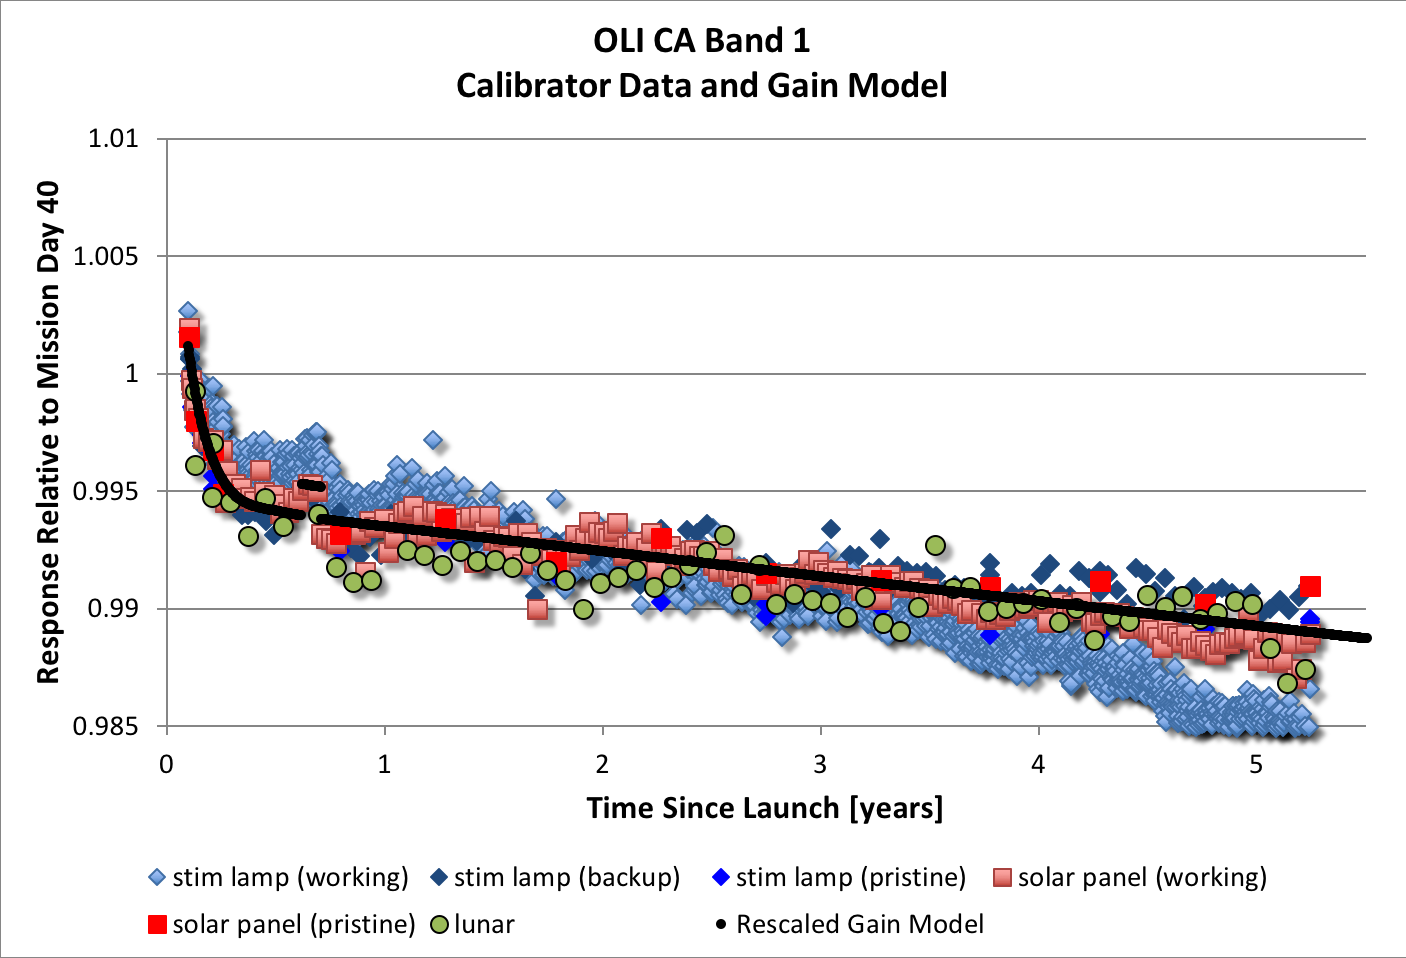 OLI CA Band 1
Calibrator Data and Gain Model
Response Relative to Mission Day 40
1.01
1.005
1
0.995
0.99
0.985
0 1 2 3 4 5
Time Since Launch [years]
stim lamp (working) stim lamp (backup) stim lamp (pristine) solar panel (working)
solar panel (pristine) lunar Rescaled Gain Model